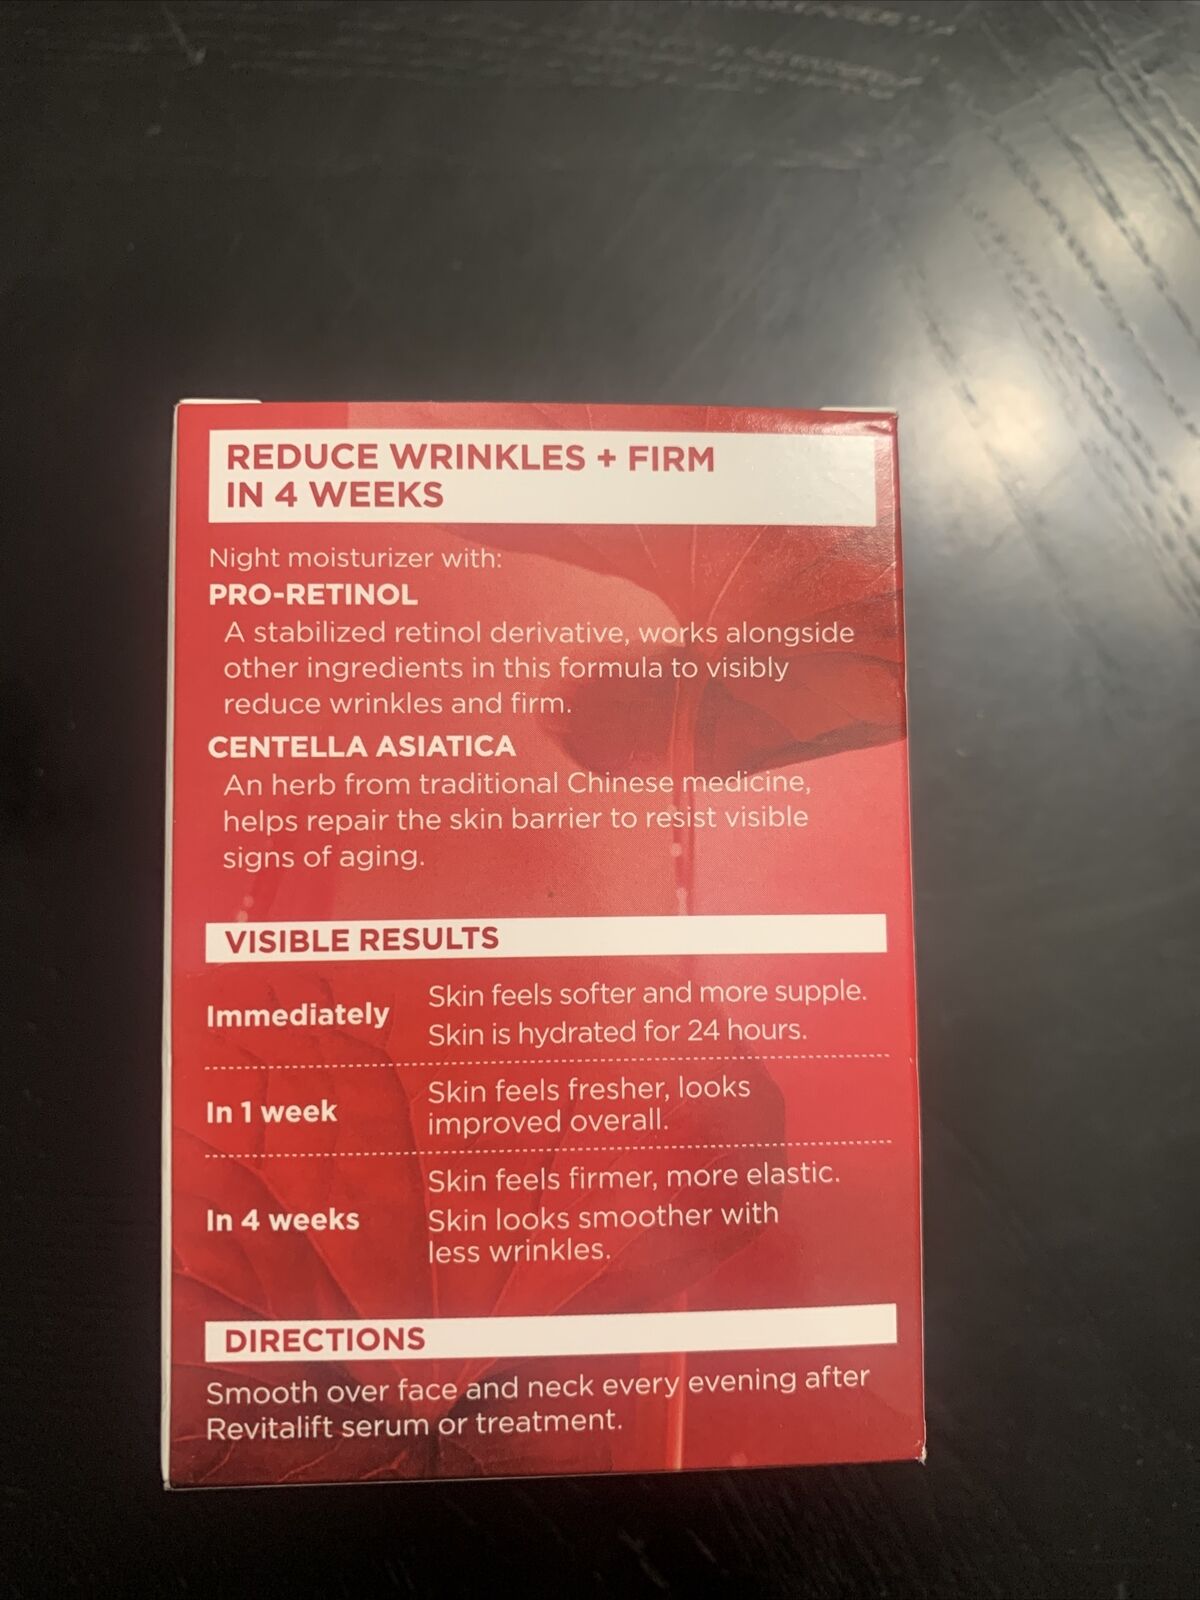 REDUCE WRINKLES + FIRM
IN 4 WEEKS
Night moisturizer with:
PRO-RETINOL
A stabilized retinol derivative, works alongside
other ingredients in this formula to visibly
reduce wrinkles and firm.
CENTELLA ASIATICA
An herb from traditional Chinese medicine,
helps repair the skin barrier to resist visible
signs of aging.
VISIBLE RESULTS
Immediately
Skin feels softer and more supple.
Skin is hydrated for 24 hours.
In 1 week
Skin feels fresher, looks
improved overall.
In 4 weeks
Skin feels firmer, more elastic.
Skin looks smoother with
less wrinkles.
DIRECTIONS
Smooth over face and neck every evening after
Revitalift serum or treatment.